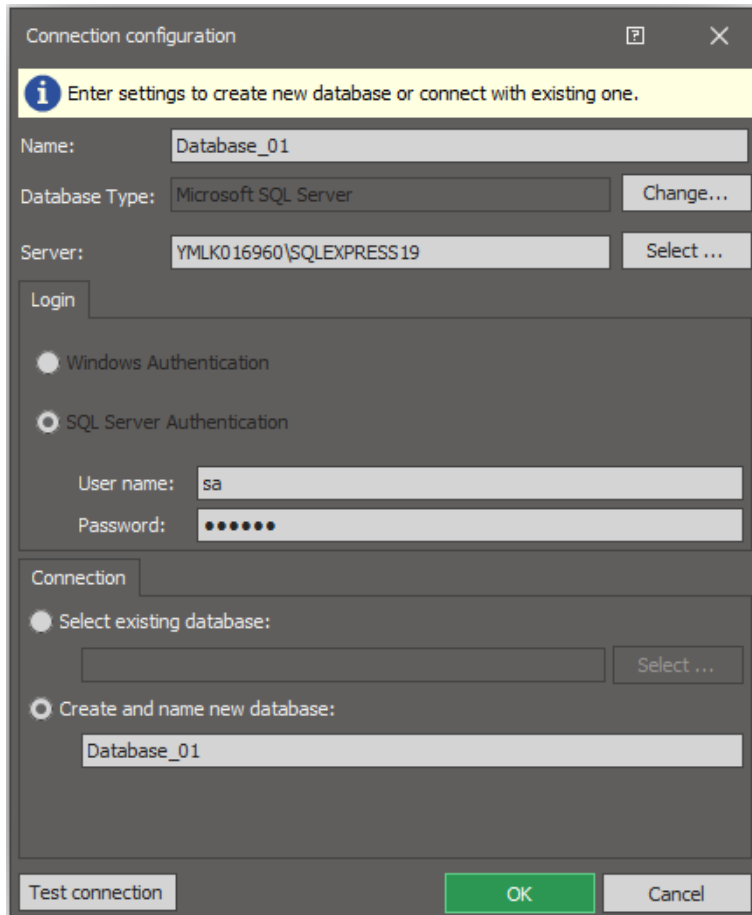 Connection configuration
Enter settings to create new database or connect with existing one.
Name: Database_01
Database Type: Microsoft SQL Server Change...
Server: YMLK016960\SQLEXPRESS19 Select ...
Login
Windows Authentication
SQL Server Authentication
User name: sa
Password: ●●●●●●
Connection
Select existing database:
Select ...
Create and name new database:
Database_01
Test connection OK Cancel